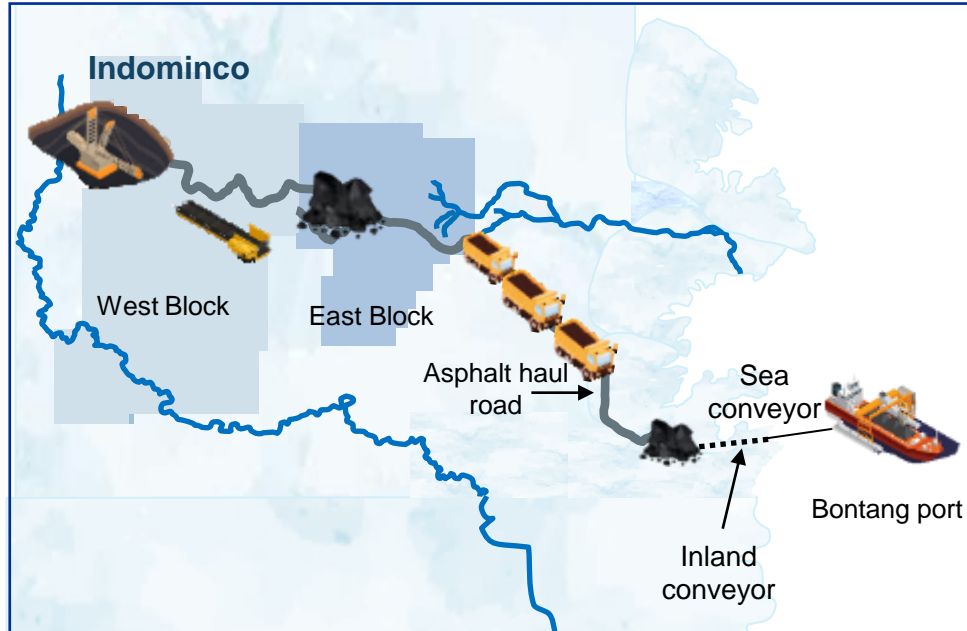 Indominco
West Block
East Block
Asphalt haul
road
Sea
conveyor
Bontang port
Inland
conveyor